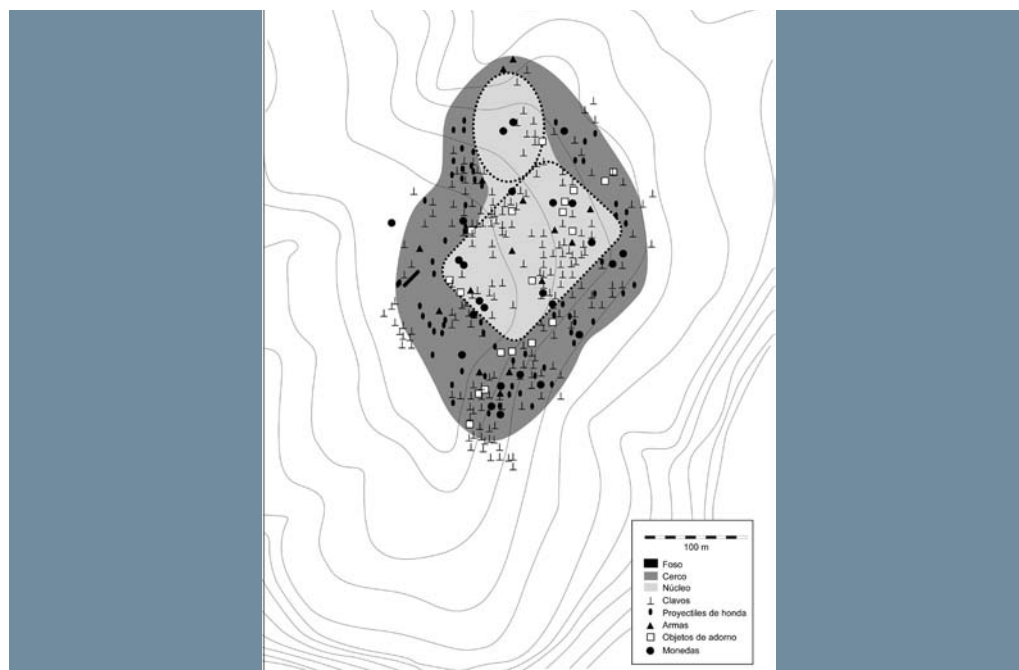 100 m
Foso
Cerco
Núcleo
Clavos
Proyectiles de honda
Armas
Objetos de adorno
Monedas